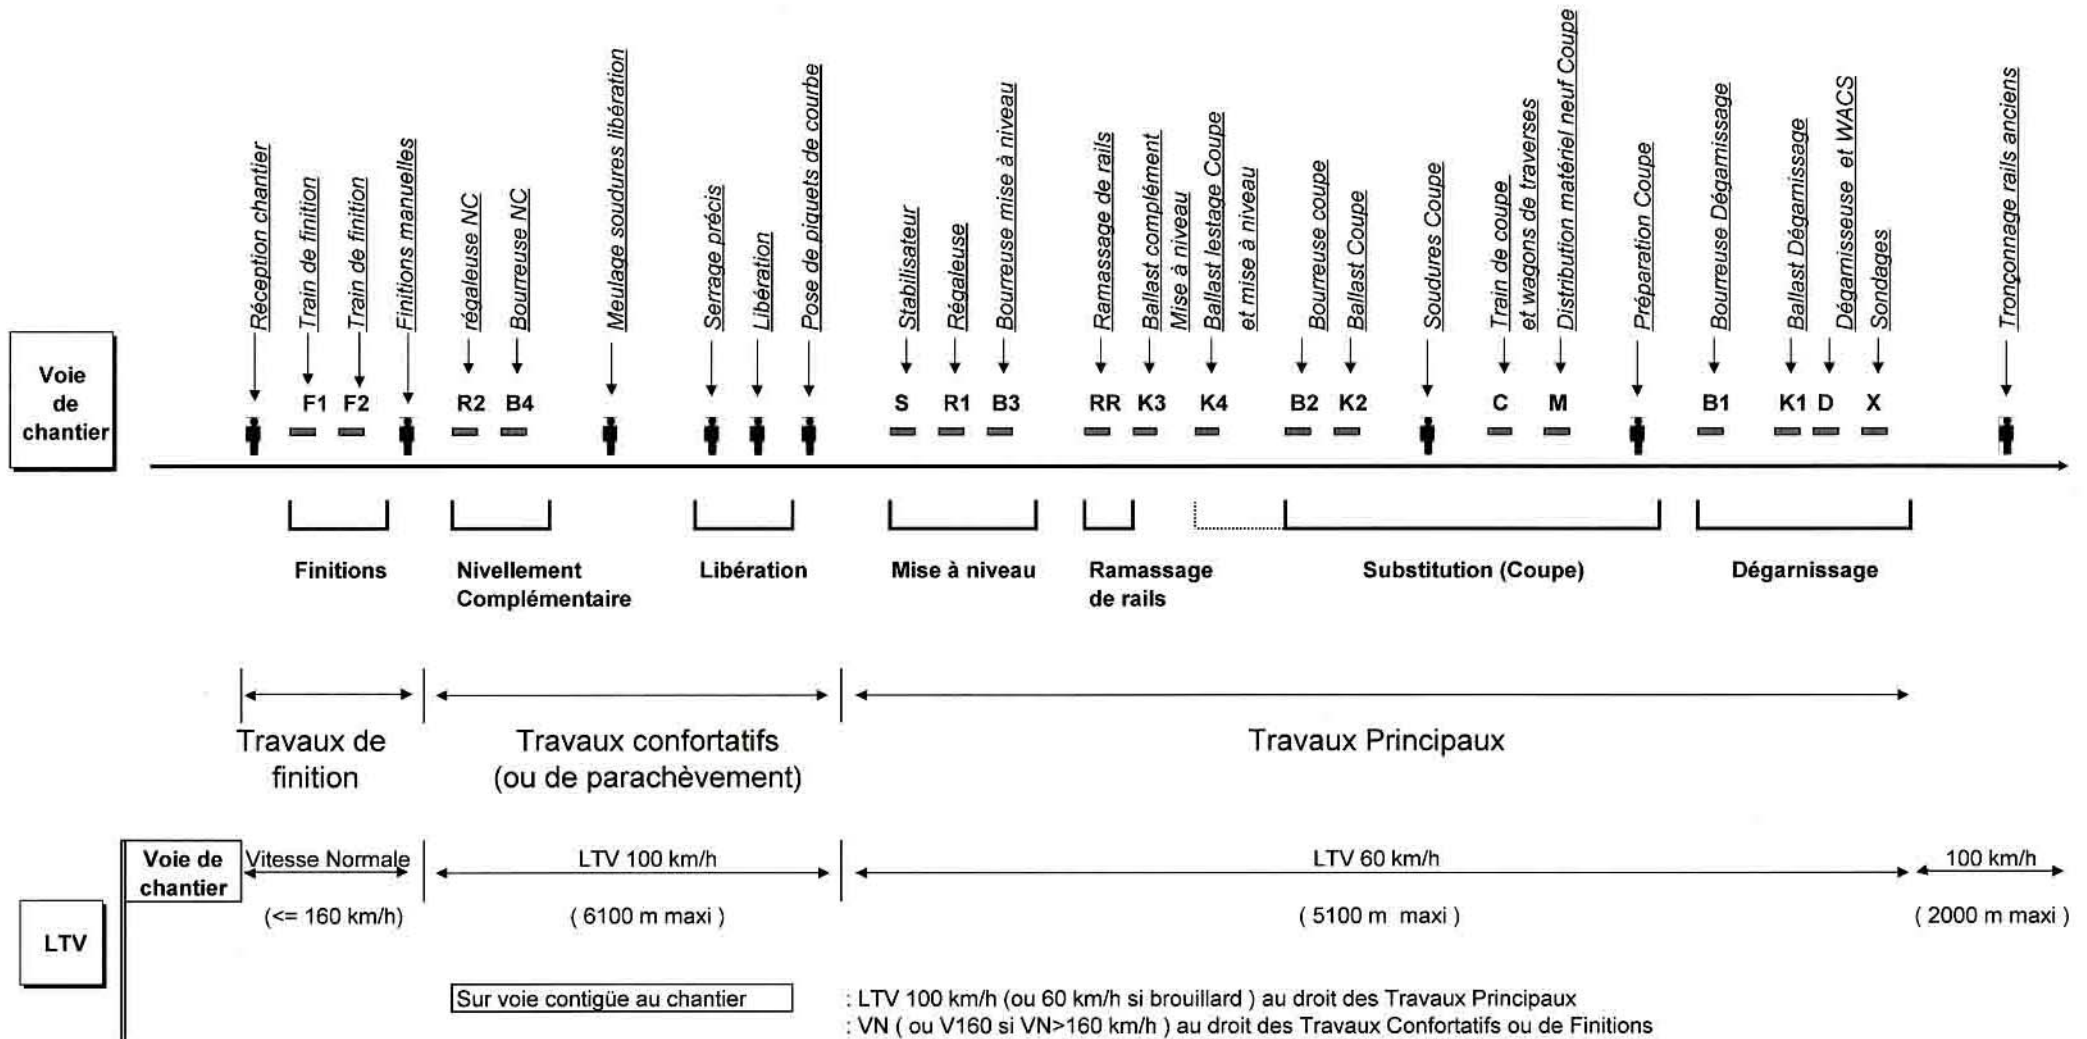 Réception chantier
Train de finition
Train de finition
Finitions manuelles
régaleuse NC
Bourreuse NC
Meulage soudures libération
Serrage précis
Libération
Pose de piquets de courbe
Stabilisateur
Régaleuse
Bourreuse mise à niveau
Ramassage de rails
Ballast complément
Mise à niveau
Ballast lestage Coupe
et mise à niveau
Bourreuse coupe
Ballast Coupe
Soudures Coupe
Train de coupe
et wagons de traverses
Distribution matériel neuf Coupe
Préparation Coupe
Bourreuse Dégarnissage
Ballast Dégarnissage
Dégarnisseuse et WACS
Sondages
Tronçonnage rails anciens
Voie
de
chantier
F1 F2 R2 B4 S R1 B3 RR K3 K4 B2 K2 C M B1 K1 D X
Finitions
Nivellement
Complémentaire
Libération
Mise à niveau
Ramassage
de rails
Substitution (Coupe)
Dégarnissage
Travaux de
finition
Travaux confortatifs
(ou de parachèvement)
Travaux Principaux
LTV
Voie de
chantier
Vitesse Normale
(<= 160 km/h)
LTV 100 km/h
( 6100 m maxi )
LTV 60 km/h
( 5100 m maxi )
100 km/h
( 2000 m maxi )
Sur voie contigüe au chantier
: LTV 100 km/h (ou 60 km/h si brouillard ) au droit des Travaux Principaux
: VN ( ou V160 si VN>160 km/h ) au droit des Travaux Confortatifs ou de Finitions